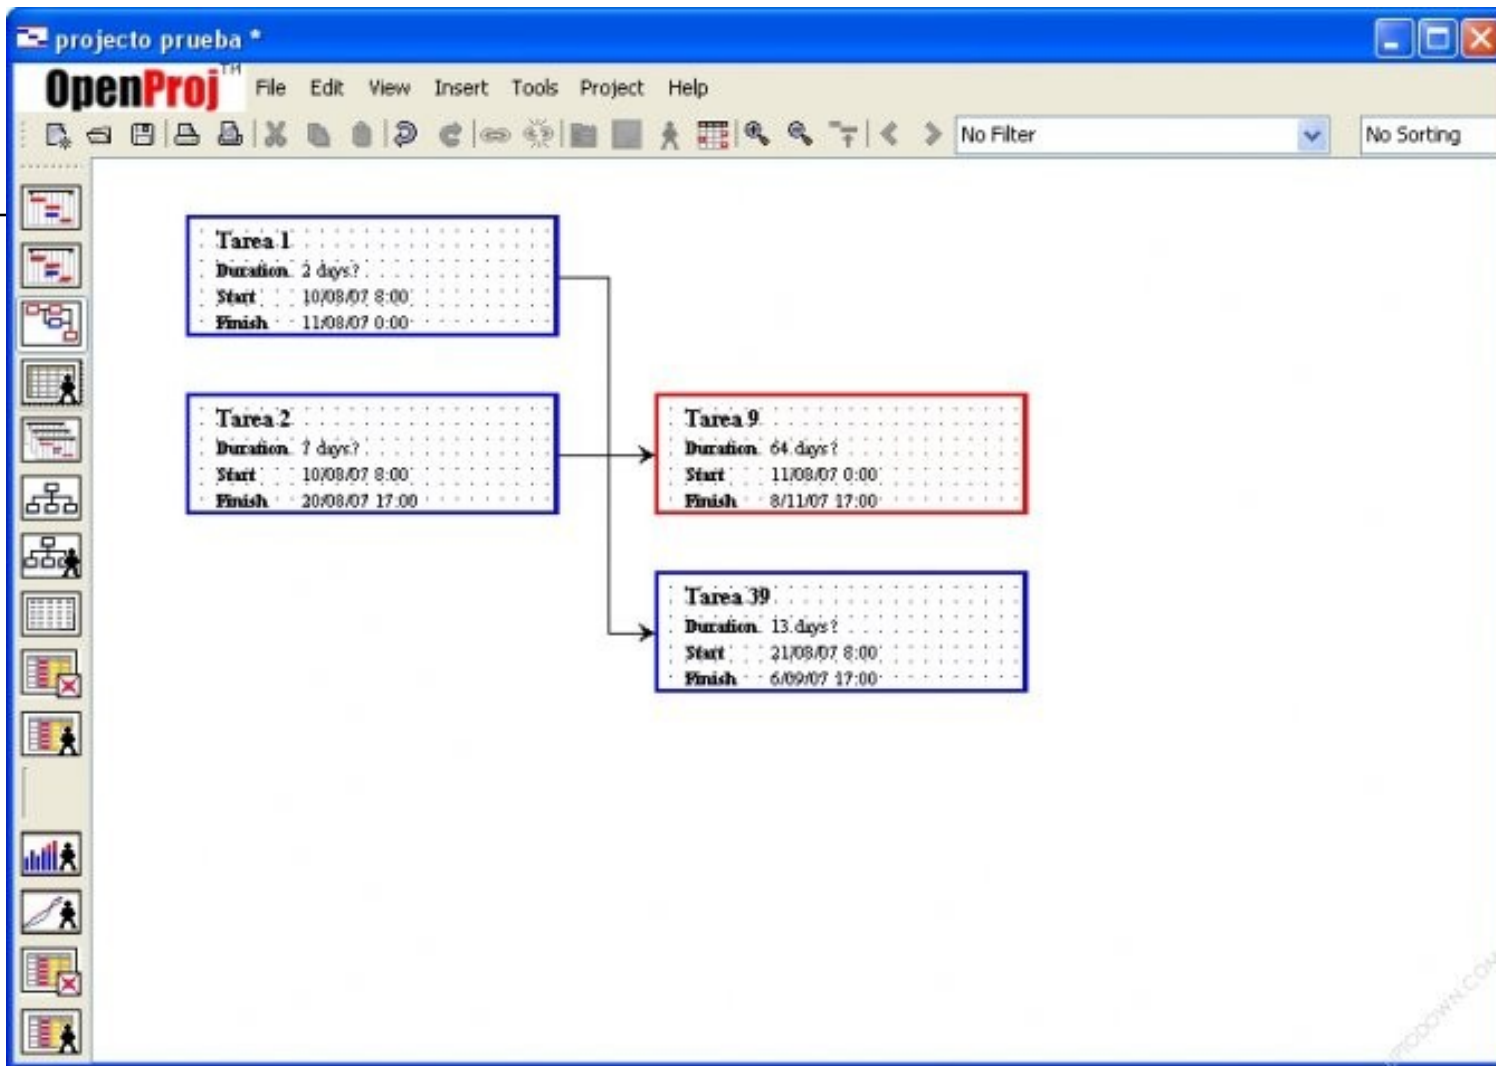 projecto prueba *
OpenProj TM File Edit View Insert Tools Project Help
No Filter No Sorting
Tarea 1
Duration 2 days?
Start 10/08/07 8:00
Finish 11/08/07 0:00
Tarea 2
Duration 7 days?
Start 10/08/07 8:00
Finish 20/08/07 17:00
Tarea 9
Duration 64 days?
Start 11/08/07 0:00
Finish 8/11/07 17:00
Tarea 39
Duration 13 days?
Start 21/08/07 8:00
Finish 6/09/07 17:00